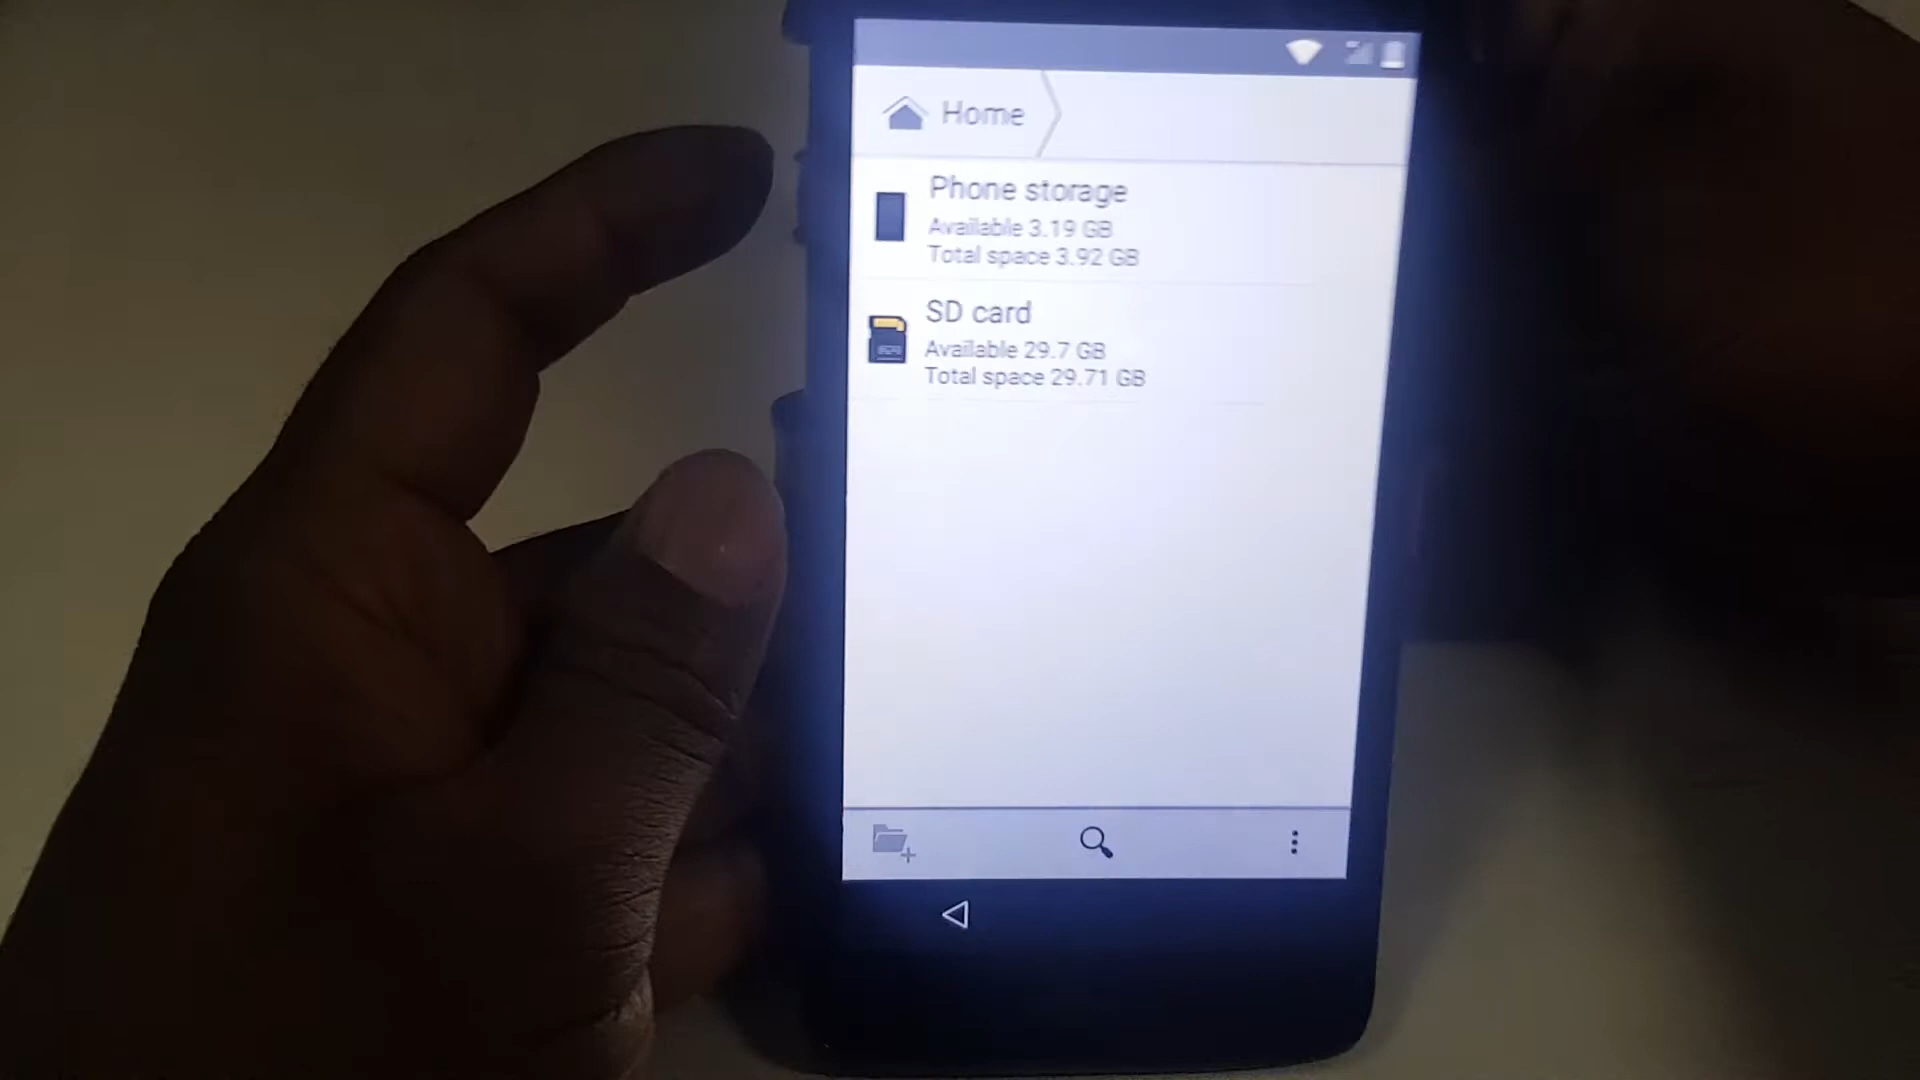 Home
Phone storage
Available 3.19 GB
Total space 3.92 GB
SD card
Available 29.7 GB
Total space 29.71 GB